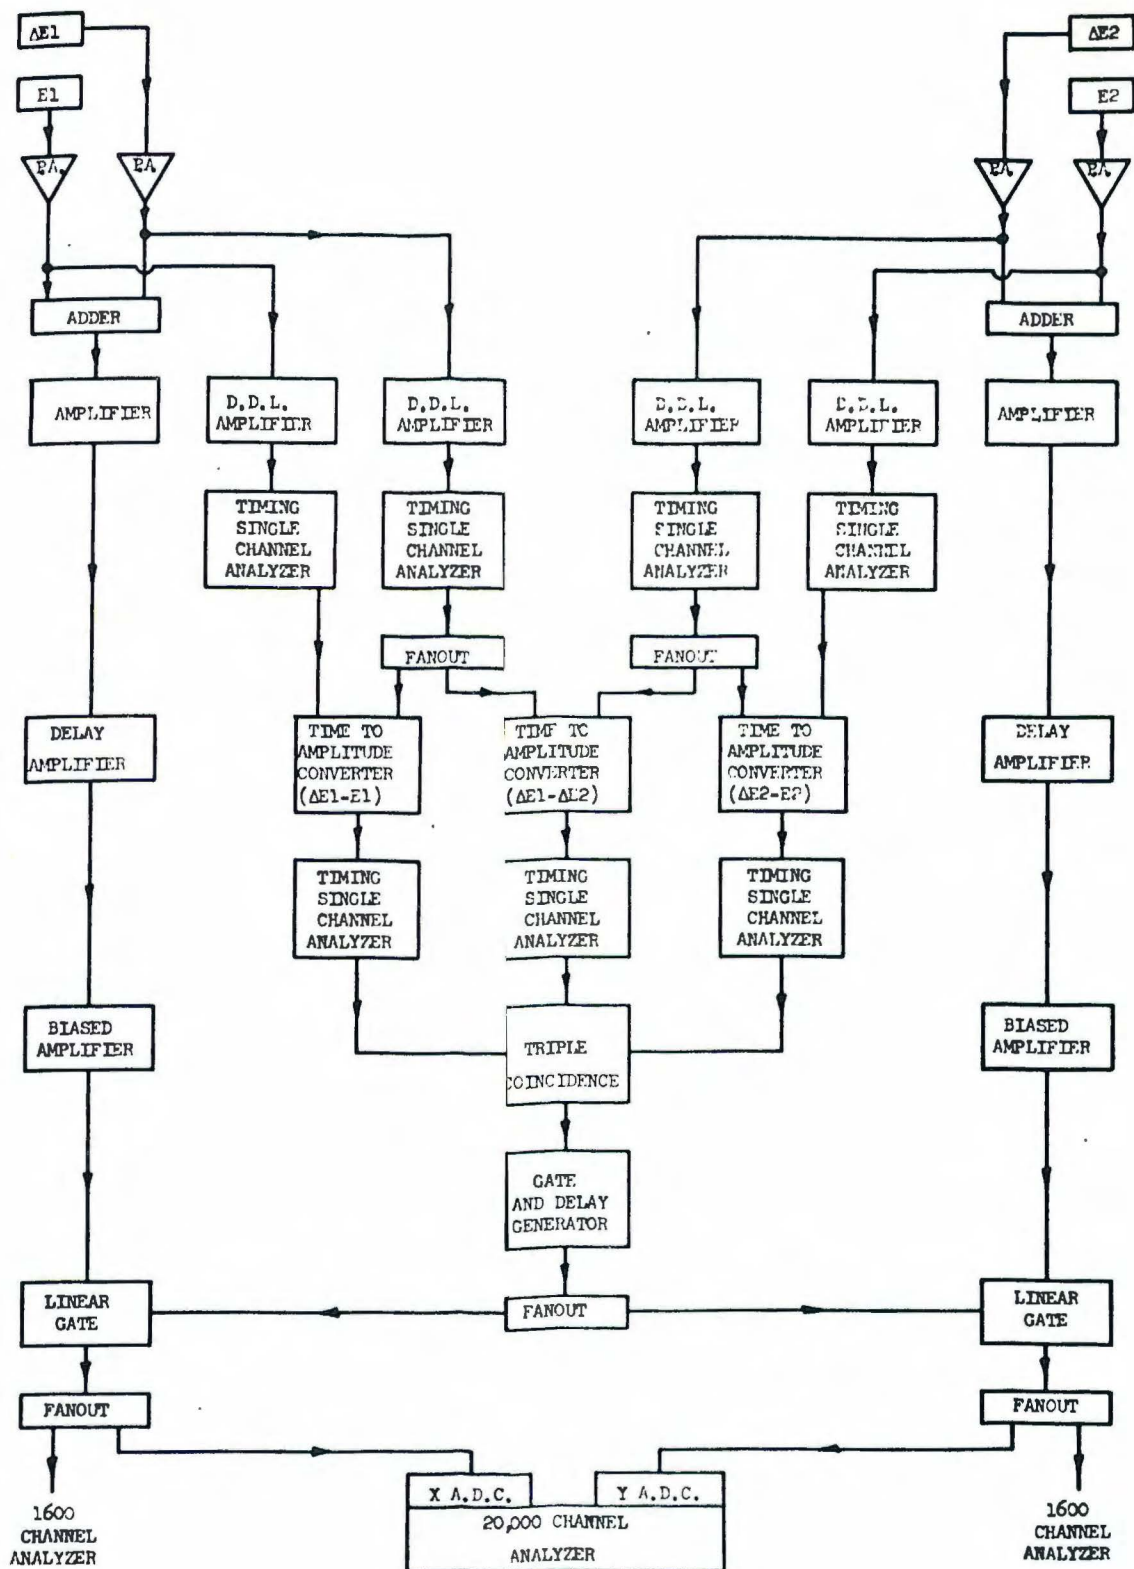 ΔE1
ΔE2
E1
E2
P.A.
P.A
P.A
P.A
ADDER
ADDER
AMPLIFIER
D.D.L.
AMPLIFIER
D.D.L.
AMPLIFIER
D.D.L.
AMPLIFIER
D.D.L.
AMPLIFIER
AMPLIFIER
TIMING
SINGLE
CHANNEL
ANALYZER
TIMING
SINGLE
CHANNEL
ANALYZER
TIMING
SINGLE
CHANNEL
ANALYZER
TIMING
SINGLE
CHANNEL
ANALYZER
FANOUT
FANOUT
DELAY
AMPLIFIER
TIME TO
AMPLITUDE
CONVERTER
(ΔE1-E1)
TIME TO
AMPLITUDE
CONVERTER
(ΔE1-ΔE2)
TIME TO
AMPLITUDE
CONVERTER
(ΔE2-E2)
DELAY
AMPLIFIER
TIMING
SINGLE
CHANNEL
ANALYZER
TIMING
SINGLE
CHANNEL
ANALYZER
TIMING
SINGLE
CHANNEL
ANALYZER
BIASED
AMPLIFIER
TRIPLE
COINCIDENCE
BIASED
AMPLIFIER
GATE
AND DELAY
GENERATOR
LINEAR
GATE
FANOUT
LINEAR
GATE
FANOUT
FANOUT
X A.D.C.
Y A.D.C.
1600
CHANNEL
ANALYZER
20,000 CHANNEL
ANALYZER
1600
CHANNEL
ANALYZER